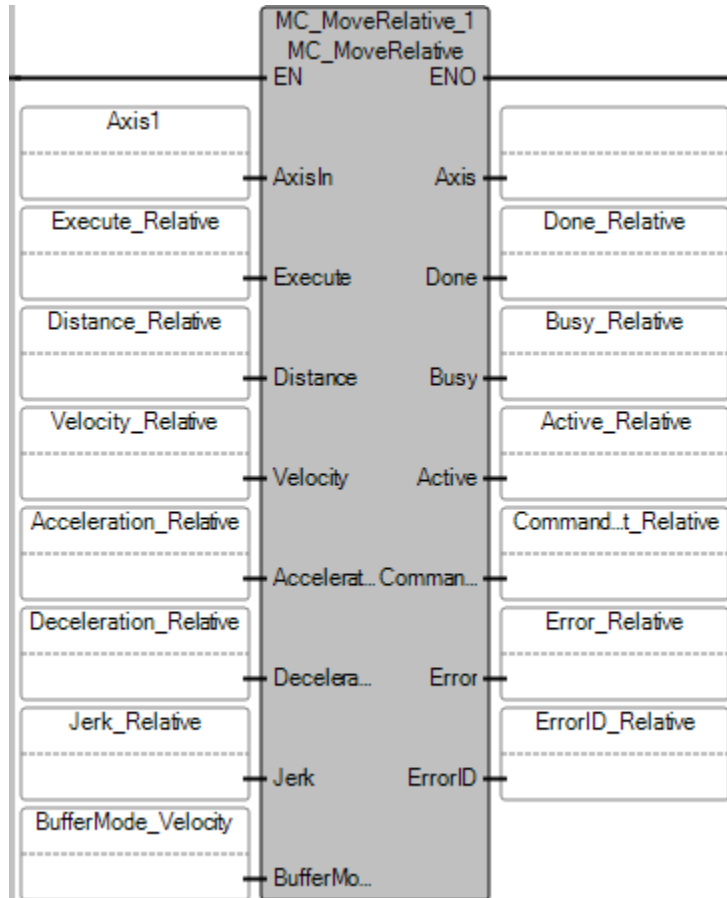 MC_MoveRelative_1
MC_MoveRelative
EN ENO
Axis1
AxisIn Axis
Execute_Relative Done_Relative
Execute Done
Distance_Relative Busy_Relative
Distance Busy
Velocity_Relative Active_Relative
Velocity Active
Acceleration_Relative Command...t_Relative
Accelerat... Comman...
Deceleration_Relative Error_Relative
Decelera... Error
Jerk_Relative ErrorID_Relative
Jerk ErrorID
BufferMode_Velocity
BufferMo...